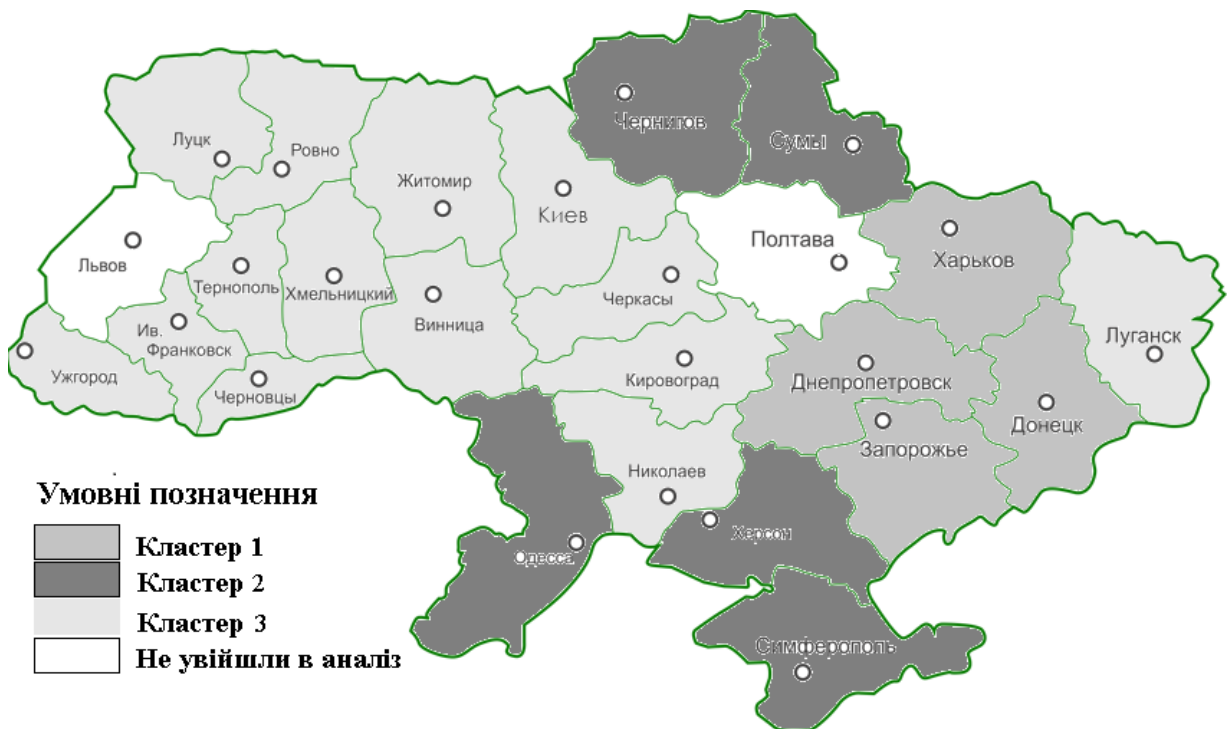 Чернигов
Сумы
Луцк
Ровно
Житомир
Киев
Полтава
Харьков
Львов
Тернополь
Хмельницкий
Винница
Черкасы
Луганск
Ив.
Франковск
Ужгород
Черновцы
Кировоград
Днепропетровск
Донецк
Запорожье
Николаев
Херсон
Одесса
Симферополь
Умовні позначення
Кластер 1
Кластер 2
Кластер 3
Не увійшли в аналіз